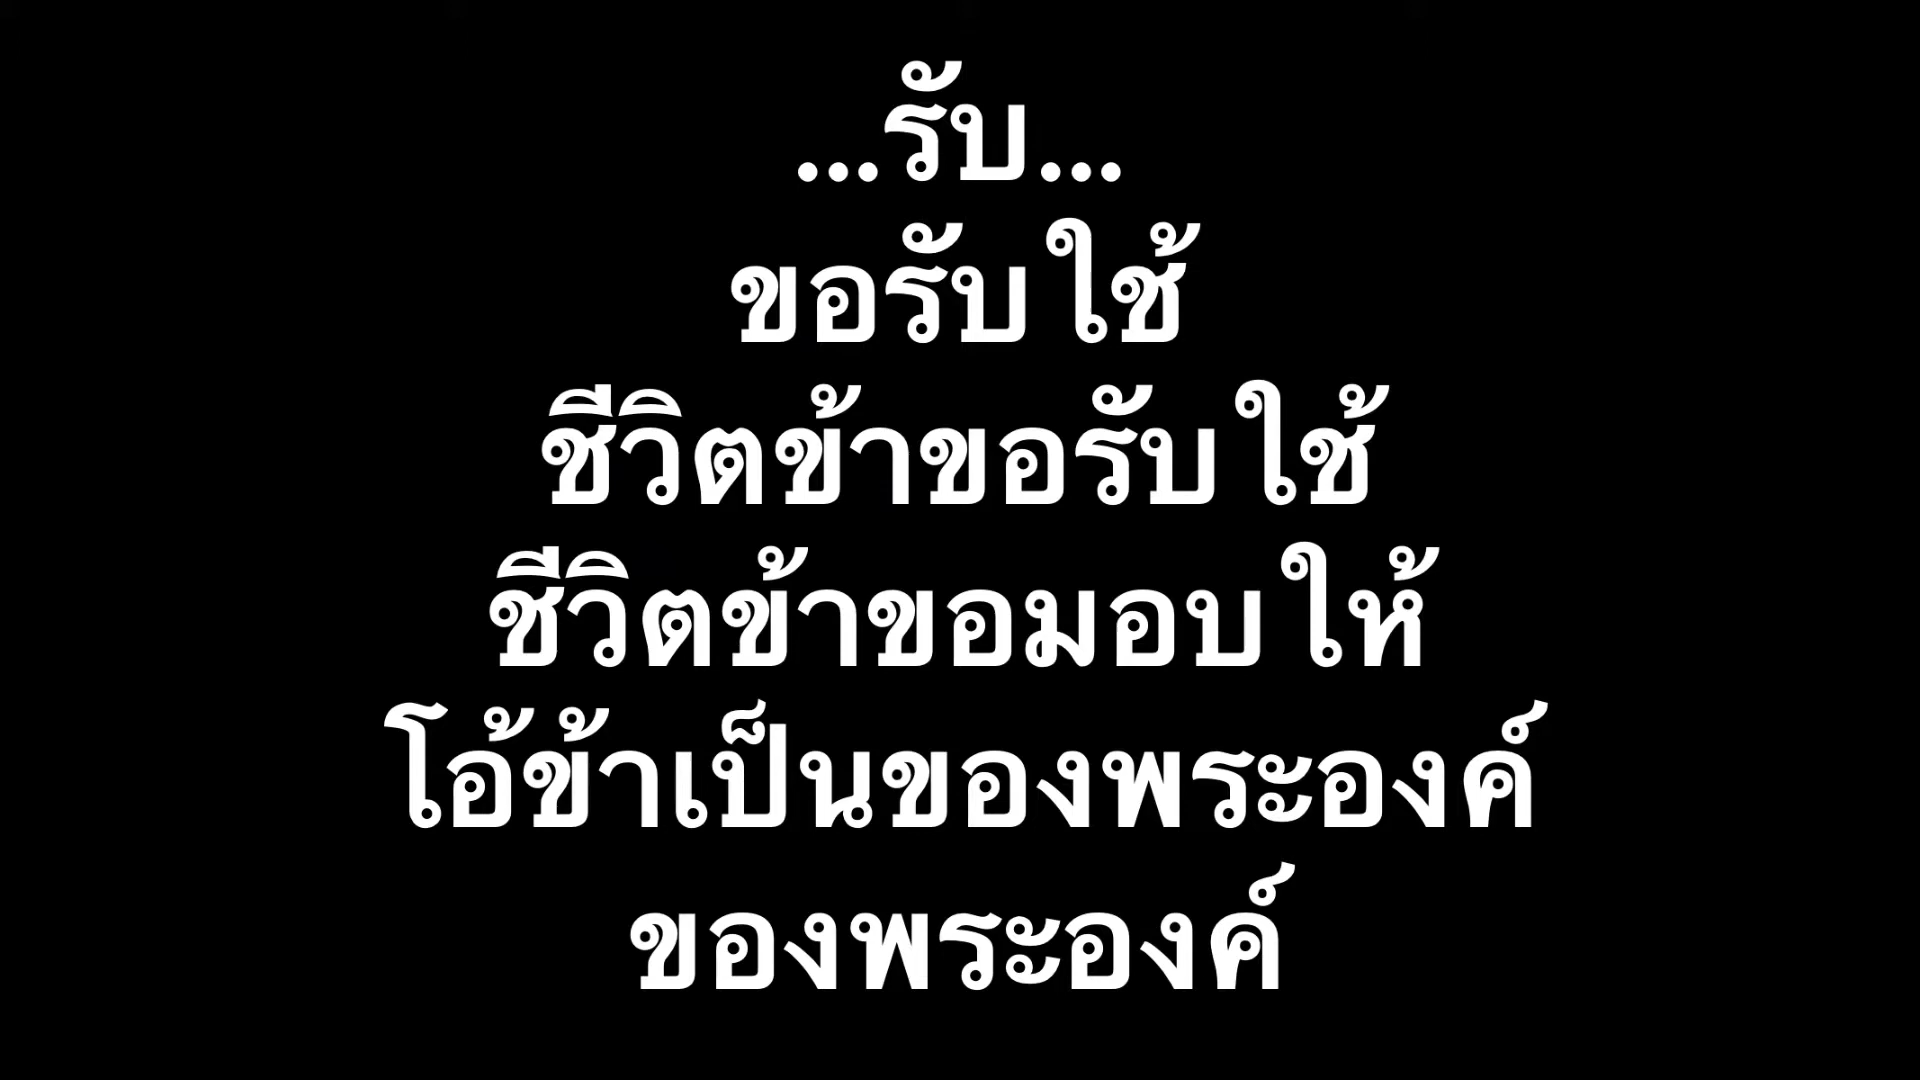 ...รับ...
ขอรับใช้
ชีวิตข้าขอรับใช้
ชีวิตข้าขอมอบให้
โอ้ข้าเป็นของพระองค์
ของพระองค์